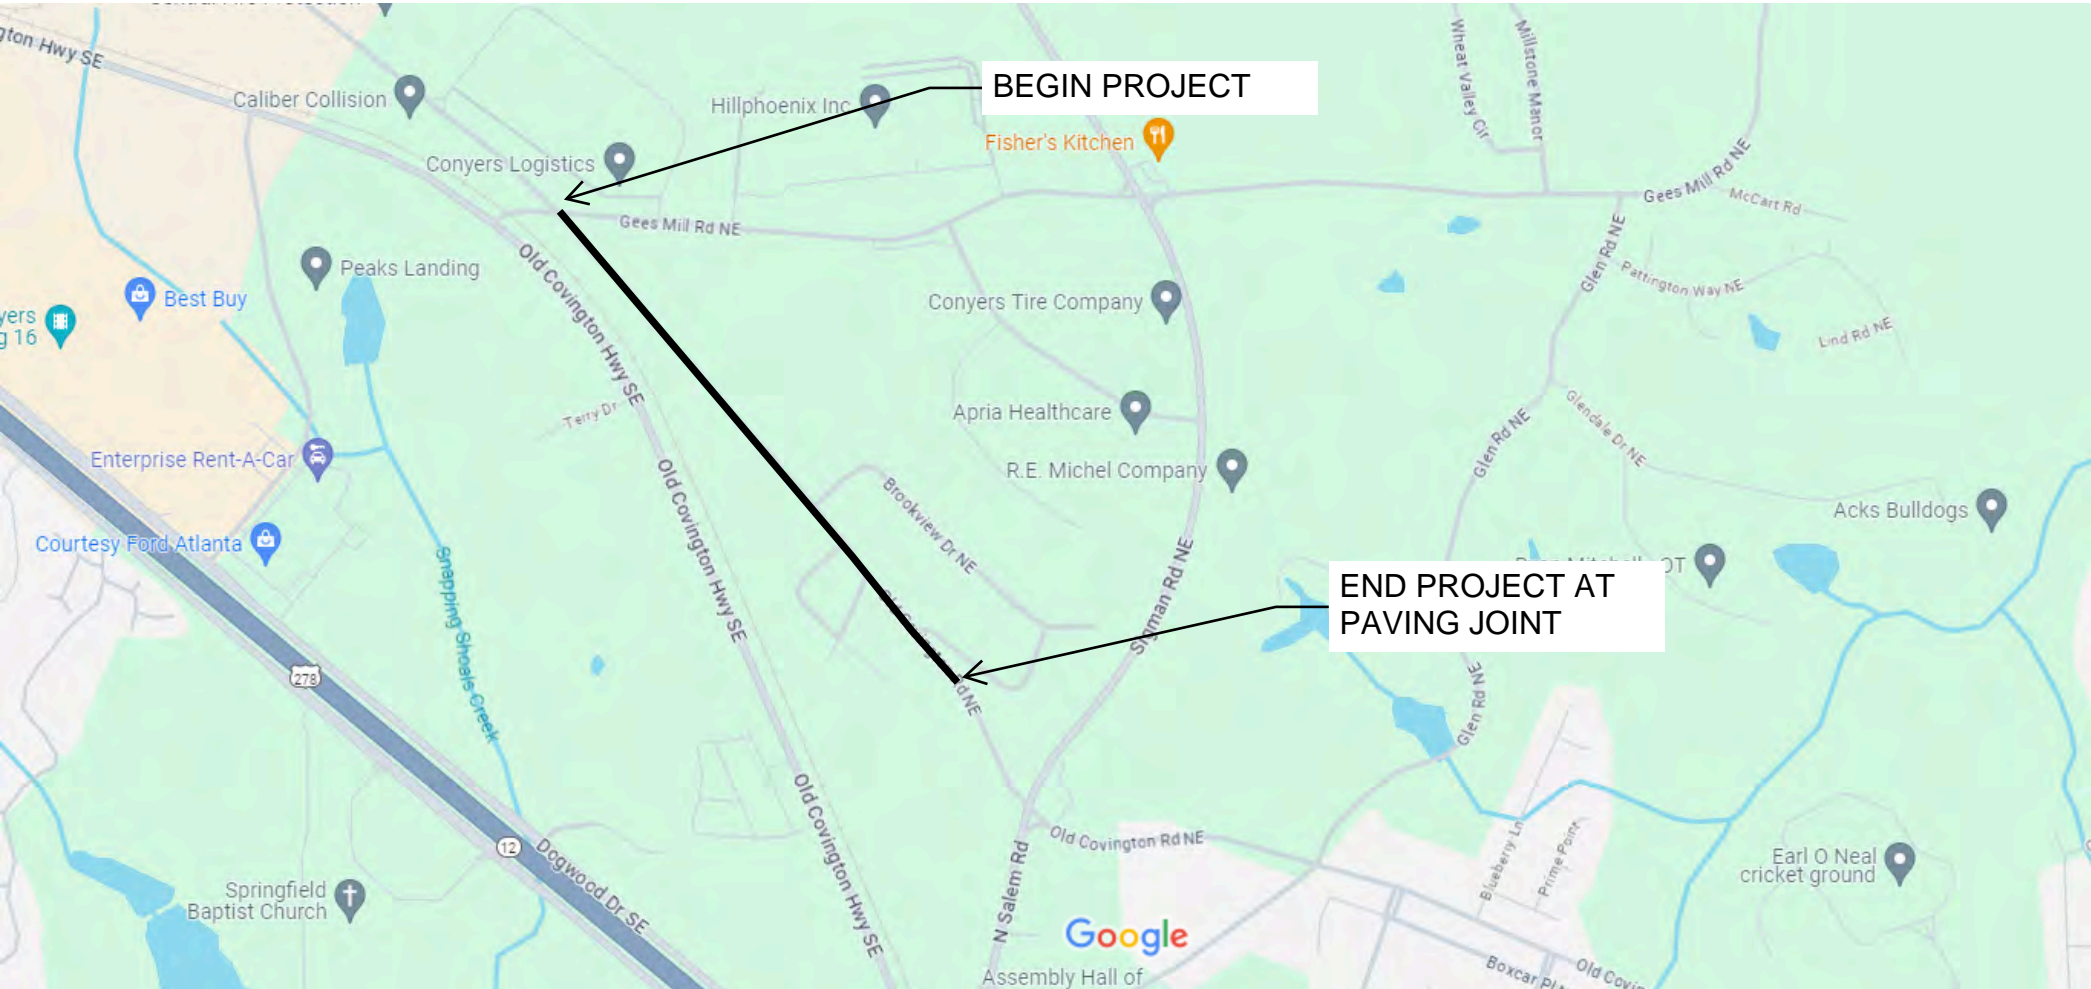 ton Hwy SE
Caliber Collision
Hillphoenix Inc
BEGIN PROJECT
Fisher's Kitchen
Wheat Valley Cir
Millstone Manor
Conyers Logistics
Gees Mill Rd NE
Gees Mill Rd NE
McCart Rd
Peaks Landing
Old Covington Hwy SE
Best Buy
yers
g 16
Conyers Tire Company
Glen Rd NE
Pattington Way NE
Lind Rd NE
Terry Dr
Apria Healthcare
Glendale Dr NE
Enterprise Rent-A-Car
R.E. Michel Company
Glen Rd NE
Old Covington Hwy SE
Brookview Dr NE
Acks Bulldogs
Courtesy Ford Atlanta
Snapping Shoals Creek
Sigman Rd NE
OT
END PROJECT AT
PAVING JOINT
278
Rd NE
Glen Rd NE
Old Covington Hwy SE
12
Dogwood Dr SE
Old Covington Rd NE
Blueberry Ln
Prime Point
Earl O Neal
cricket ground
Springfield
Baptist Church
N Salem Rd
Google
Assembly Hall of
Boxcar Pl
Old Covin